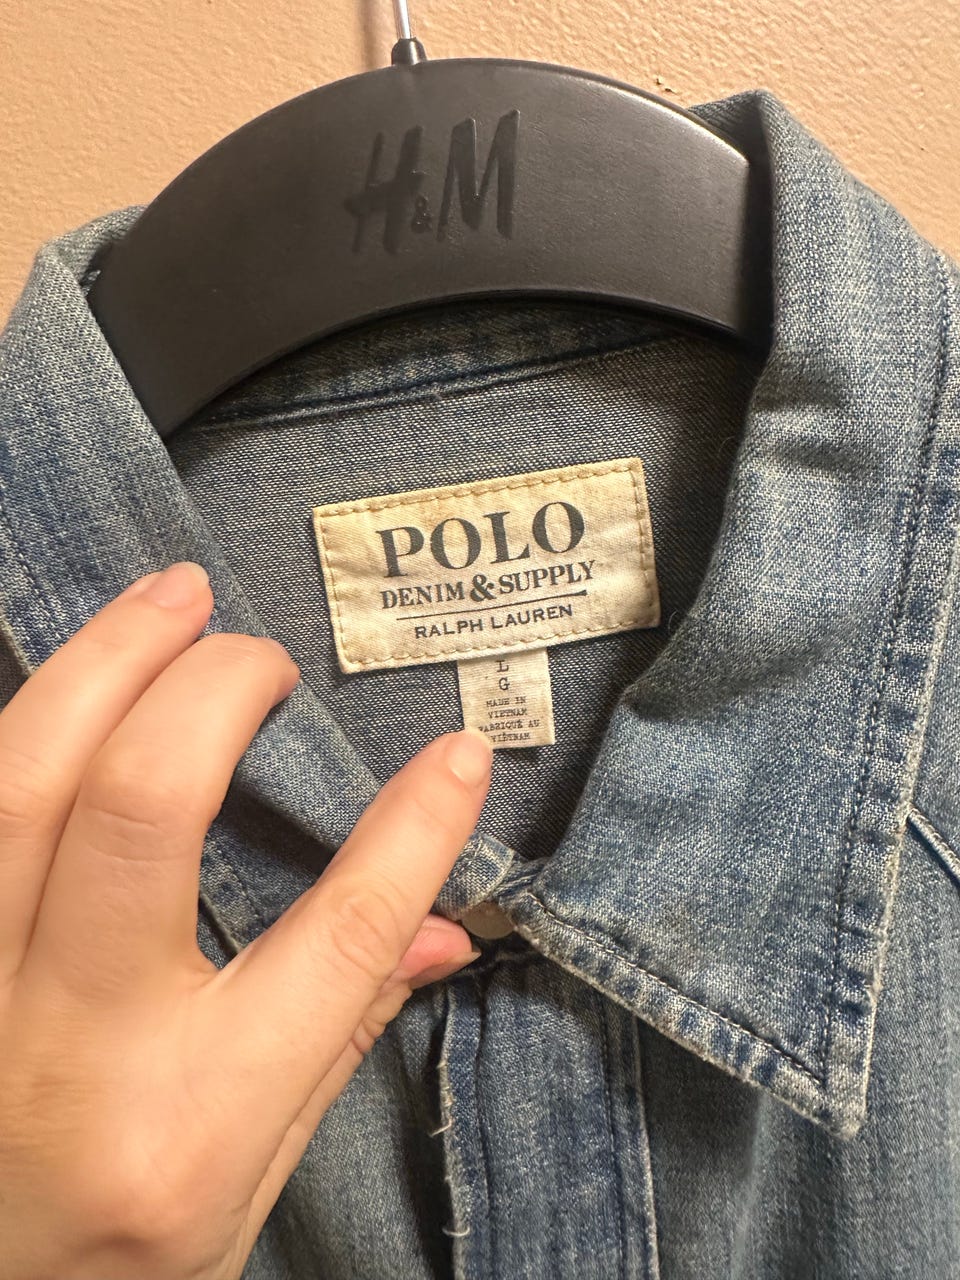 H&M
POLO
DENIM & SUPPLY
RALPH LAUREN
L
G
MADE IN
VIETNAM
FABRIQUÉ AU
VIETNAM